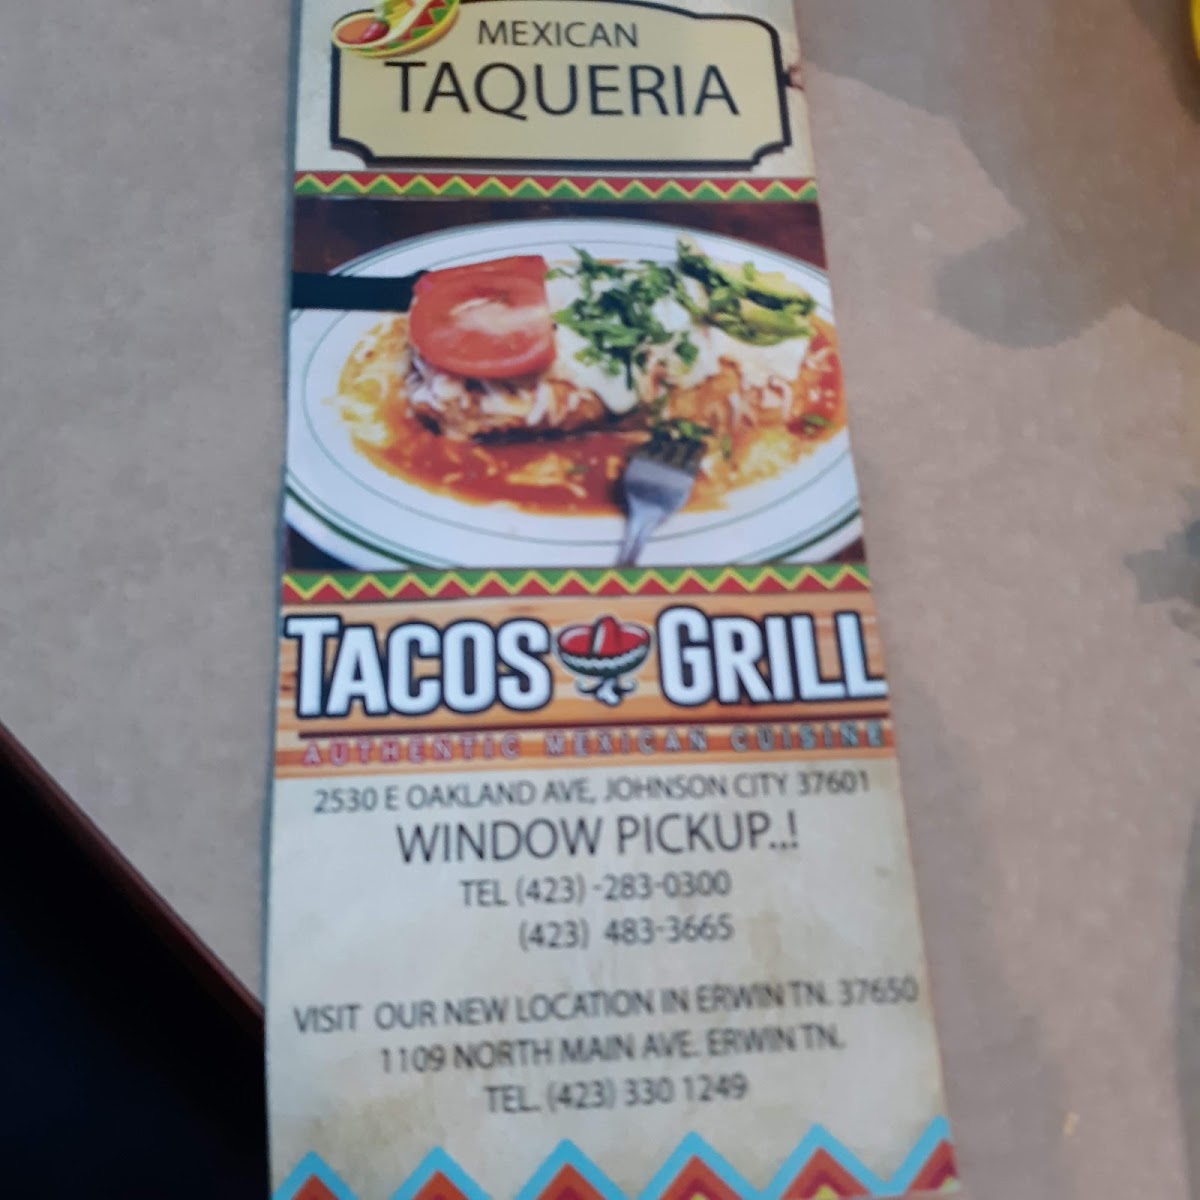 MEXICAN
TAQUERIA
TACOS GRILL
AUTHENTIC MEXICAN CUISINE
2530 E OAKLAND AVE, JOHNSON CITY 37601
WINDOW PICKUP..!
TEL (423) -283-0300
(423) 483-3665
VISIT OUR NEW LOCATION IN ERWIN TN. 37650
1109 NORTH MAIN AVE. ERWIN TN.
TEL. (423) 330 1249